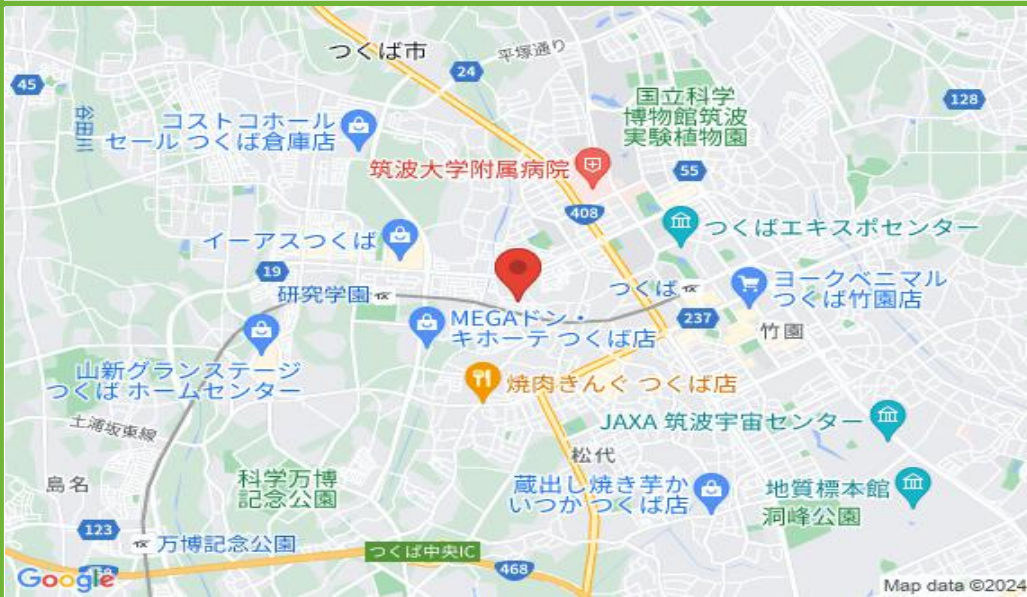 つくば市
平塚通り
24
45
国立科学
博物館筑波
実験植物園
128
谷田川
コストコホール
セール つくば倉庫店
筑波大学附属病院
55
408
つくばエキスポセンター
イーアスつくば
19
研究学園
つくば
ヨークベニマル
つくば竹園店
MEGAドン・
キホーテ つくば店
237
竹園
山新グランステージ
つくば ホームセンター
焼肉きんぐ つくば店
JAXA 筑波宇宙センター
土浦坂東線
松代
島名
科学万博
記念公園
蔵出し焼き芋か
いつか つくば店
地質標本館
洞峰公園
123
万博記念公園
つくば中央IC
468
Google
Map data ©2024